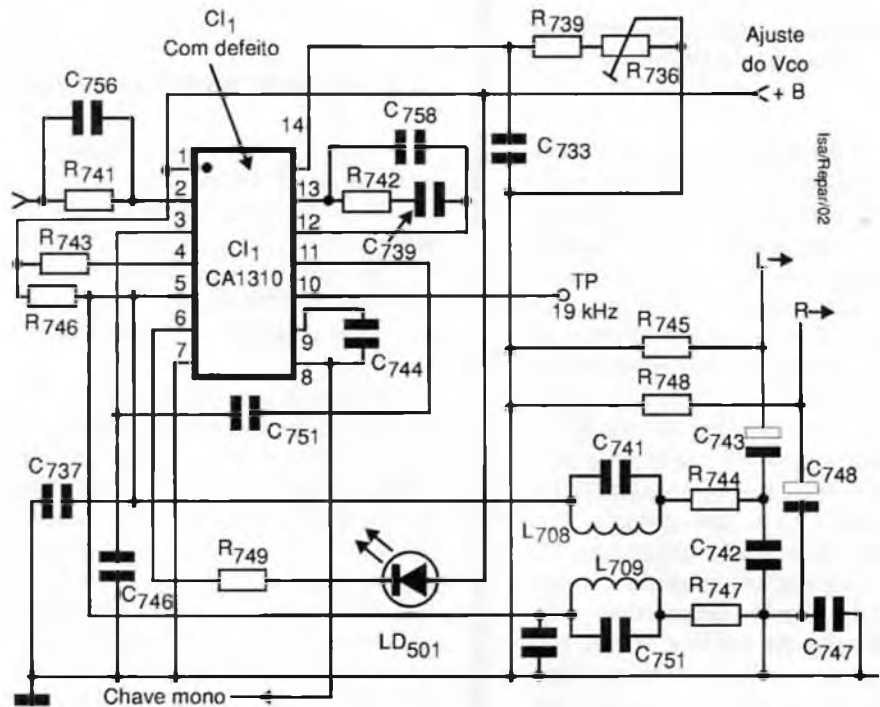 CI1
Com defeito
R739
R736
Ajuste
do Vco
+ B
C756
14
C758
C733
Isa/Repar/02
1
R741
2
13
R742
3
12
C739
R743
4
CI1
CA1310
11
5
10
TP
19 kHz
L
R
R746
6
9
C744
R745
7
8
R748
C751
C741
C743
C737
R744
C748
L708
C742
R749
L709
R747
C746
C751
C747
LD501
Chave mono